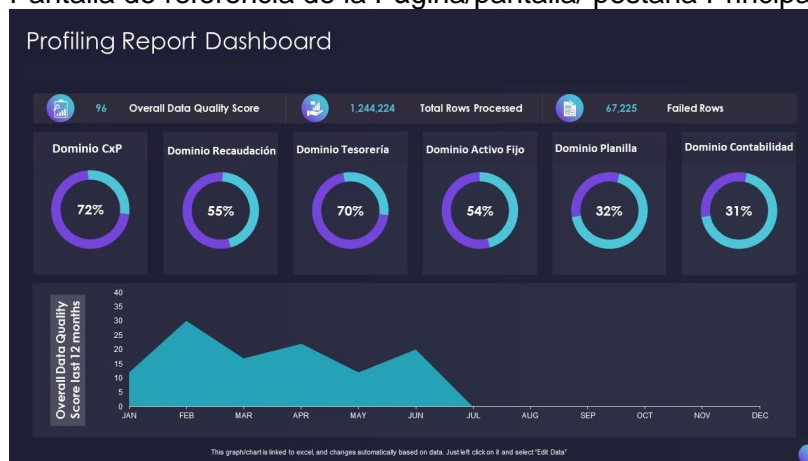 Pantalla de referencia de la Página/pantalla/ pestaña Principa
Profiling Report Dashboard
96 Overall Data Quality Score 1,244,224 Total Rows Processed 67,225 Failed Rows
Dominio CxP Dominio Recaudación Dominio Tesorería Dominio Activo Fijo Dominio Planilla Dominio Contabilidad
72% 55% 70% 54% 32% 31%
Overall Data Quality
Score last 12 months
40
35
30
25
20
15
10
5
0
JAN FEB MAR APR MAY JUN JUL AUG SEP OCT NOV DEC
This graph/chart is linked to excel, and changes automatically based on data. Just left click on it and select "Edit Data"